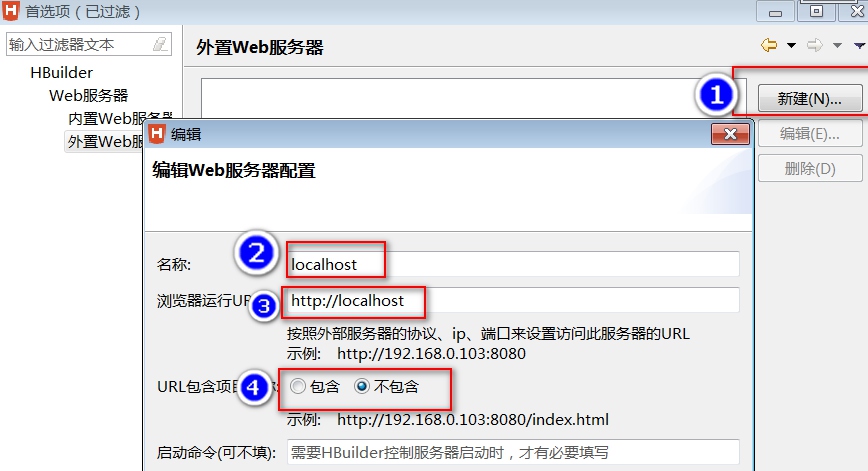 首选项（已过滤）
输入过滤器文本
外置Web服务器
HBuilder
Web服务器
内置Web服务器
外置Web服
1
新建(N)...
编辑(E)...
删除(D)
编辑
编辑Web服务器配置
2
名称: localhost
浏览器运行UR
3
http://localhost
按照外部服务器的协议、ip、端口来设置访问此服务器的URL
示例: http://192.168.0.103:8080
URL包含项目
4
包含 不包含
示例: http://192.168.0.103:8080/index.html
启动命令(可不填): 需要HBuilder控制服务器启动时，才有必要填写